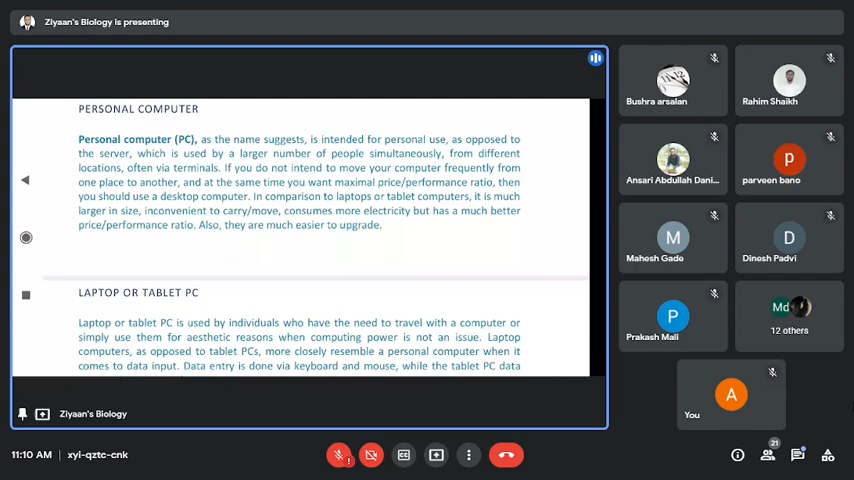 Ziyaan's Biology is presenting
PERSONAL COMPUTER
Personal computer (PC), as the name suggests, is intended for personal use, as opposed to
the server, which is used by a larger number of people simultaneously, from different
locations, often via terminals. If you do not intend to move your computer frequently from
one place to another, and at the same time you want maximal price/performance ratio, then
you should use a desktop computer. In comparison to laptops or tablet computers, it is much
larger in size, inconvenient to carry/move, consumes more electricity but has a much better
price/performance ratio. Also, they are much easier to upgrade.
LAPTOP OR TABLET PC
Laptop or tablet PC is used by individuals who have the need to travel with a computer or
simply use them for aesthetic reasons when computing power is not an issue. Laptop
computers, as opposed to tablet PCs, more closely resemble a personal computer when it
comes to data input. Data entry is done via keyboard and mouse, while the tablet PC data
Ziyaan's Biology
Bushra arsalan
Rahim Shaikh
Ansari Abdullah Dani...
p
parveen bano
M
Mahesh Gade
D
Dinesh Padvi
P
Prakash Mali
Md
12 others
A
You
11:10 AM
xyi-qztc-cnk
21